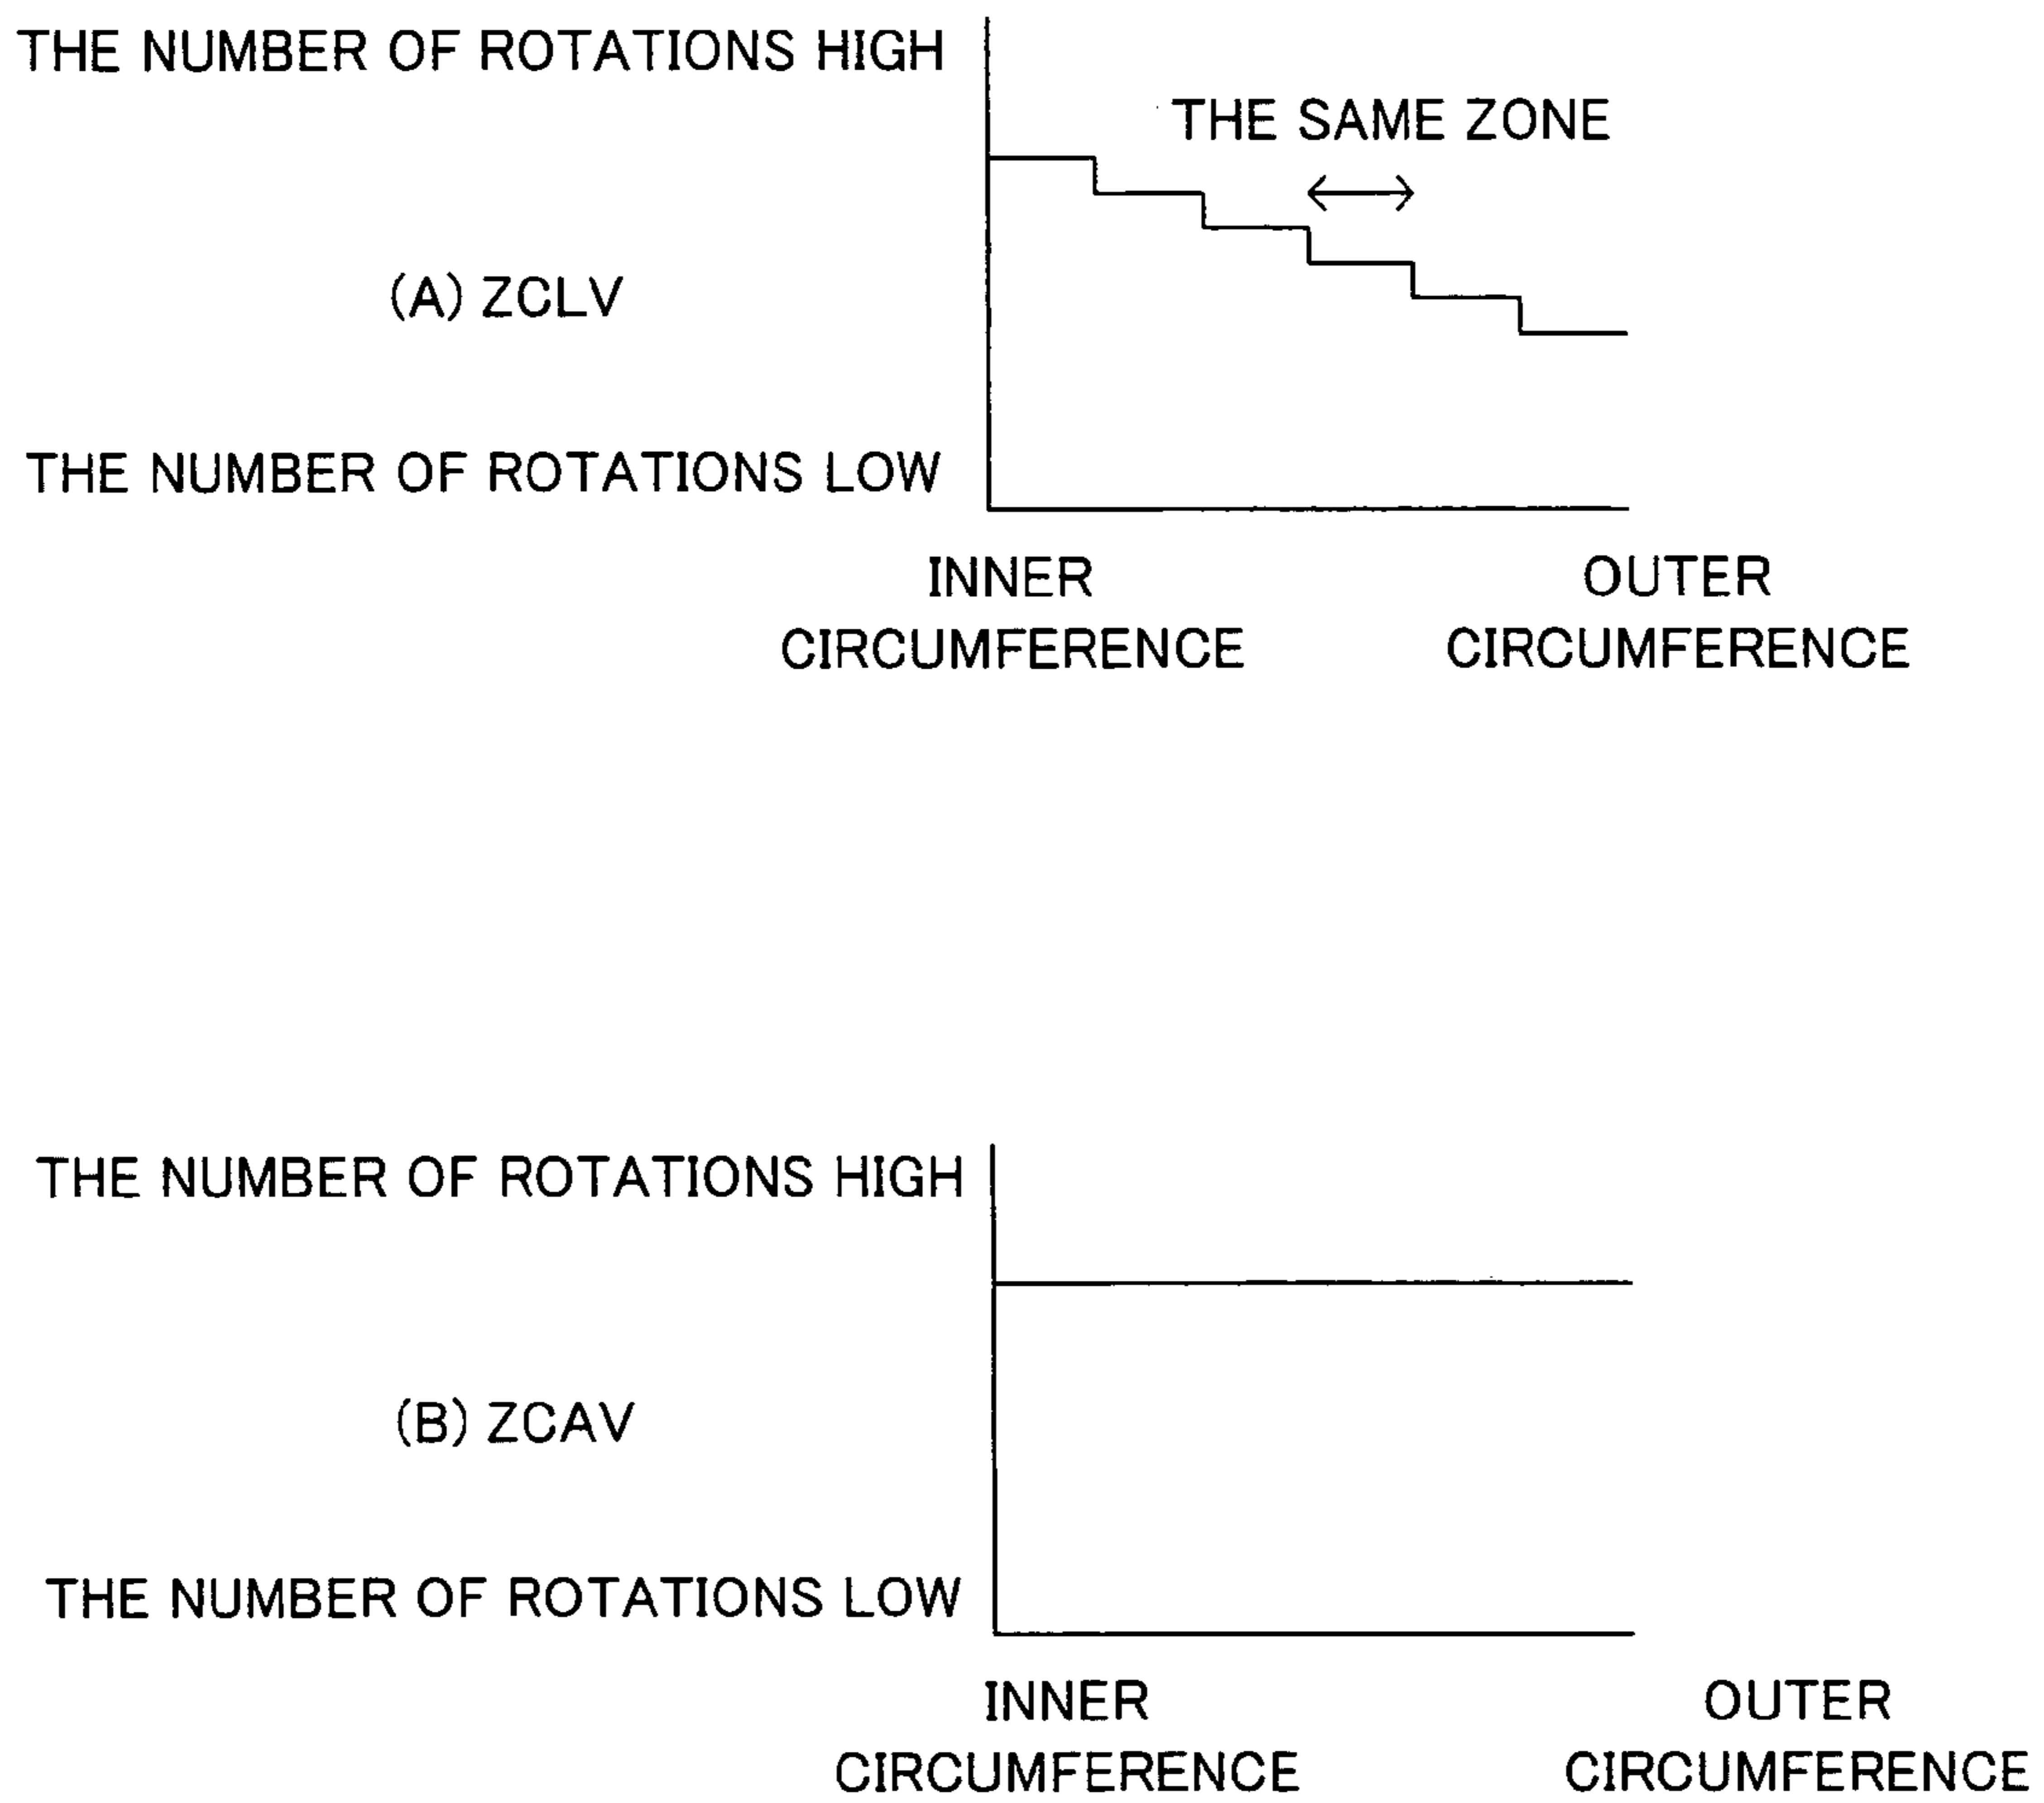 THE NUMBER OF ROTATIONS HIGH
THE SAME ZONE
(A) ZCLV
THE NUMBER OF ROTATIONS LOW
INNER CIRCUMFERENCE
OUTER CIRCUMFERENCE
THE NUMBER OF ROTATIONS HIGH
(B) ZCAV
THE NUMBER OF ROTATIONS LOW
INNER CIRCUMFERENCE
OUTER CIRCUMFERENCE